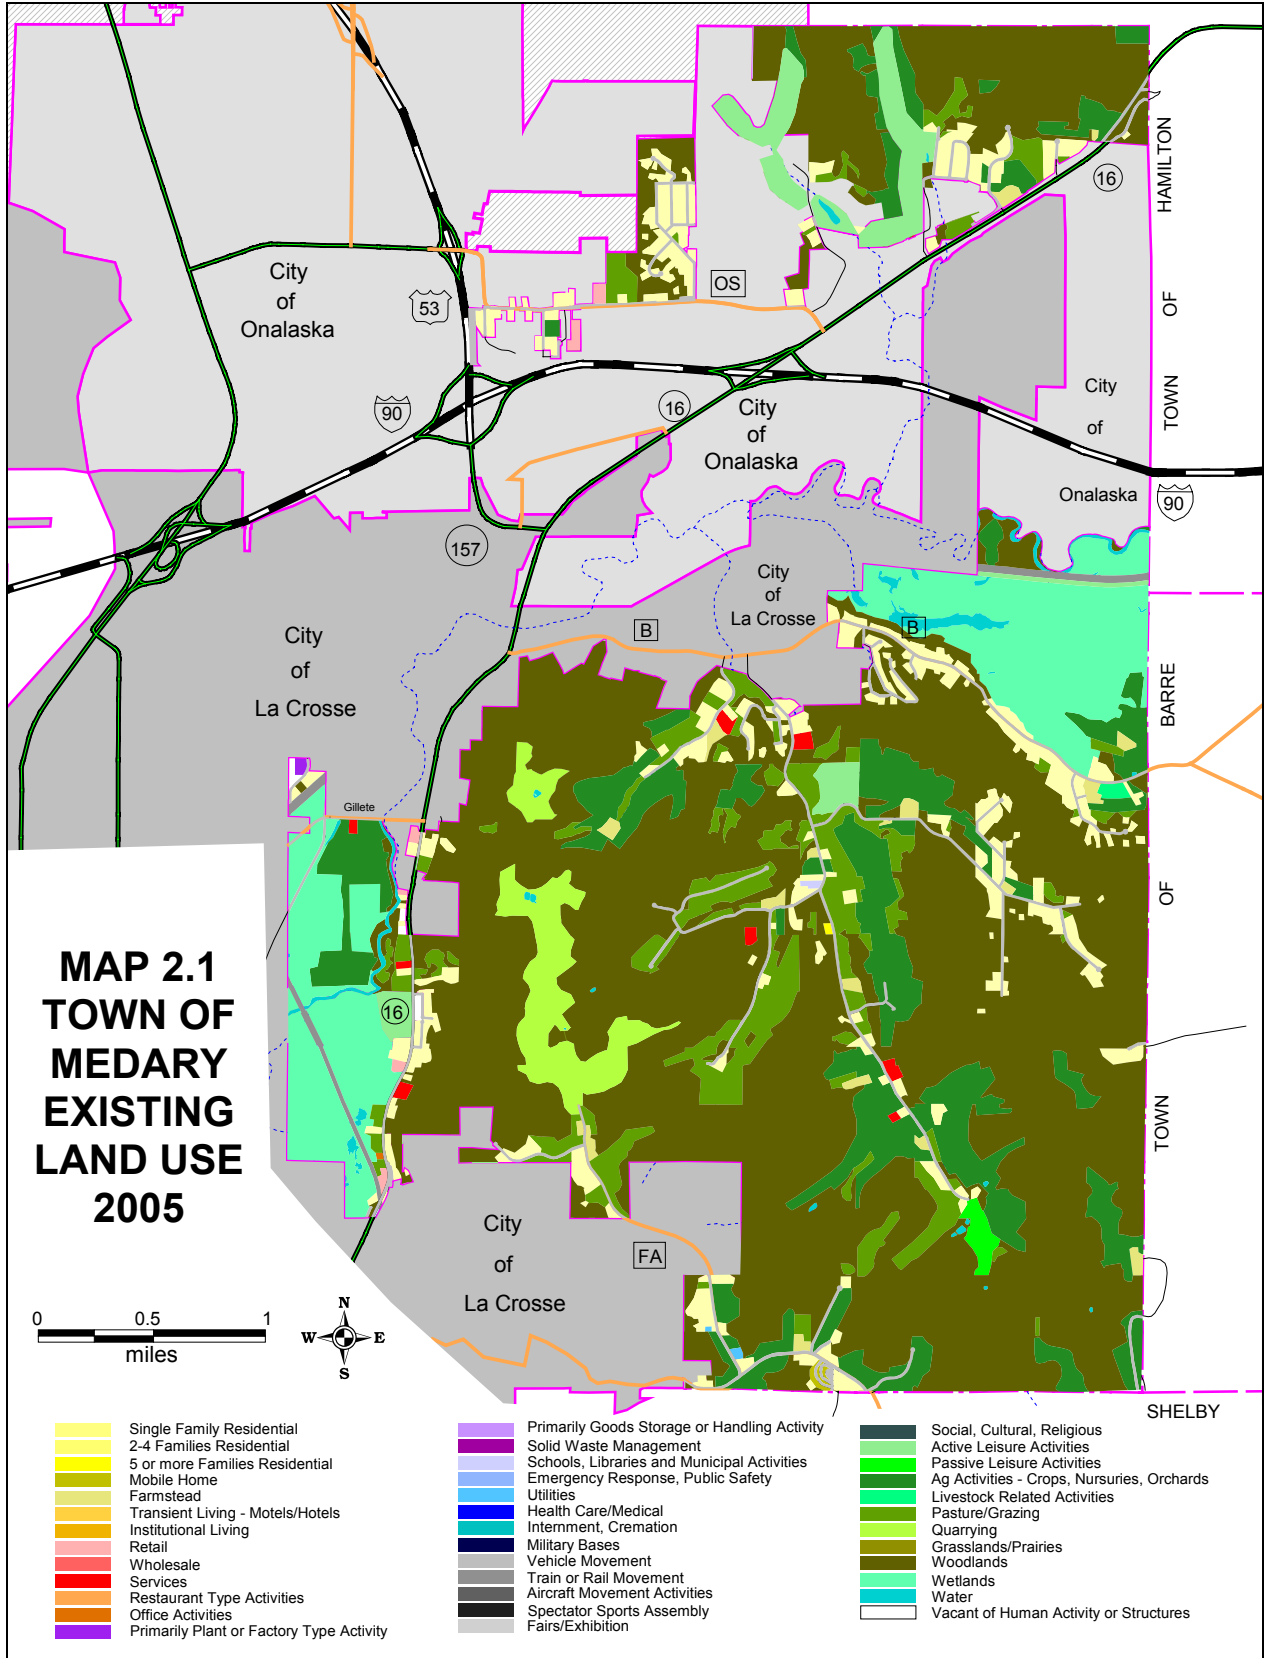 HAMILTON
16
City
of
Onalaska
OS
53
OF
City
of
TOWN
90
16
City
of
Onalaska
Onalaska
90
157
City
of
La Crosse
B
B
City
of
La Crosse
BARRE
Gillete
OF
MAP 2.1
TOWN OF
MEDARY
EXISTING
LAND USE
2005
16
TOWN
City
of
La Crosse
FA
0 0.5 1
miles
N
W E
S
SHELBY
Single Family Residential
2-4 Families Residential
5 or more Families Residential
Mobile Home
Farmstead
Transient Living - Motels/Hotels
Institutional Living
Retail
Wholesale
Services
Restaurant Type Activities
Office Activities
Primarily Plant or Factory Type Activity
Primarily Goods Storage or Handling Activity
Solid Waste Management
Schools, Libraries and Municipal Activities
Emergency Response, Public Safety
Utilities
Health Care/Medical
Internment, Cremation
Military Bases
Vehicle Movement
Train or Rail Movement
Aircraft Movement Activities
Spectator Sports Assembly
Fairs/Exhibition
Social, Cultural, Religious
Active Leisure Activities
Passive Leisure Activities
Ag Activities - Crops, Nursuries, Orchards
Livestock Related Activities
Pasture/Grazing
Quarrying
Grasslands/Prairies
Woodlands
Wetlands
Water
Vacant of Human Activity or Structures